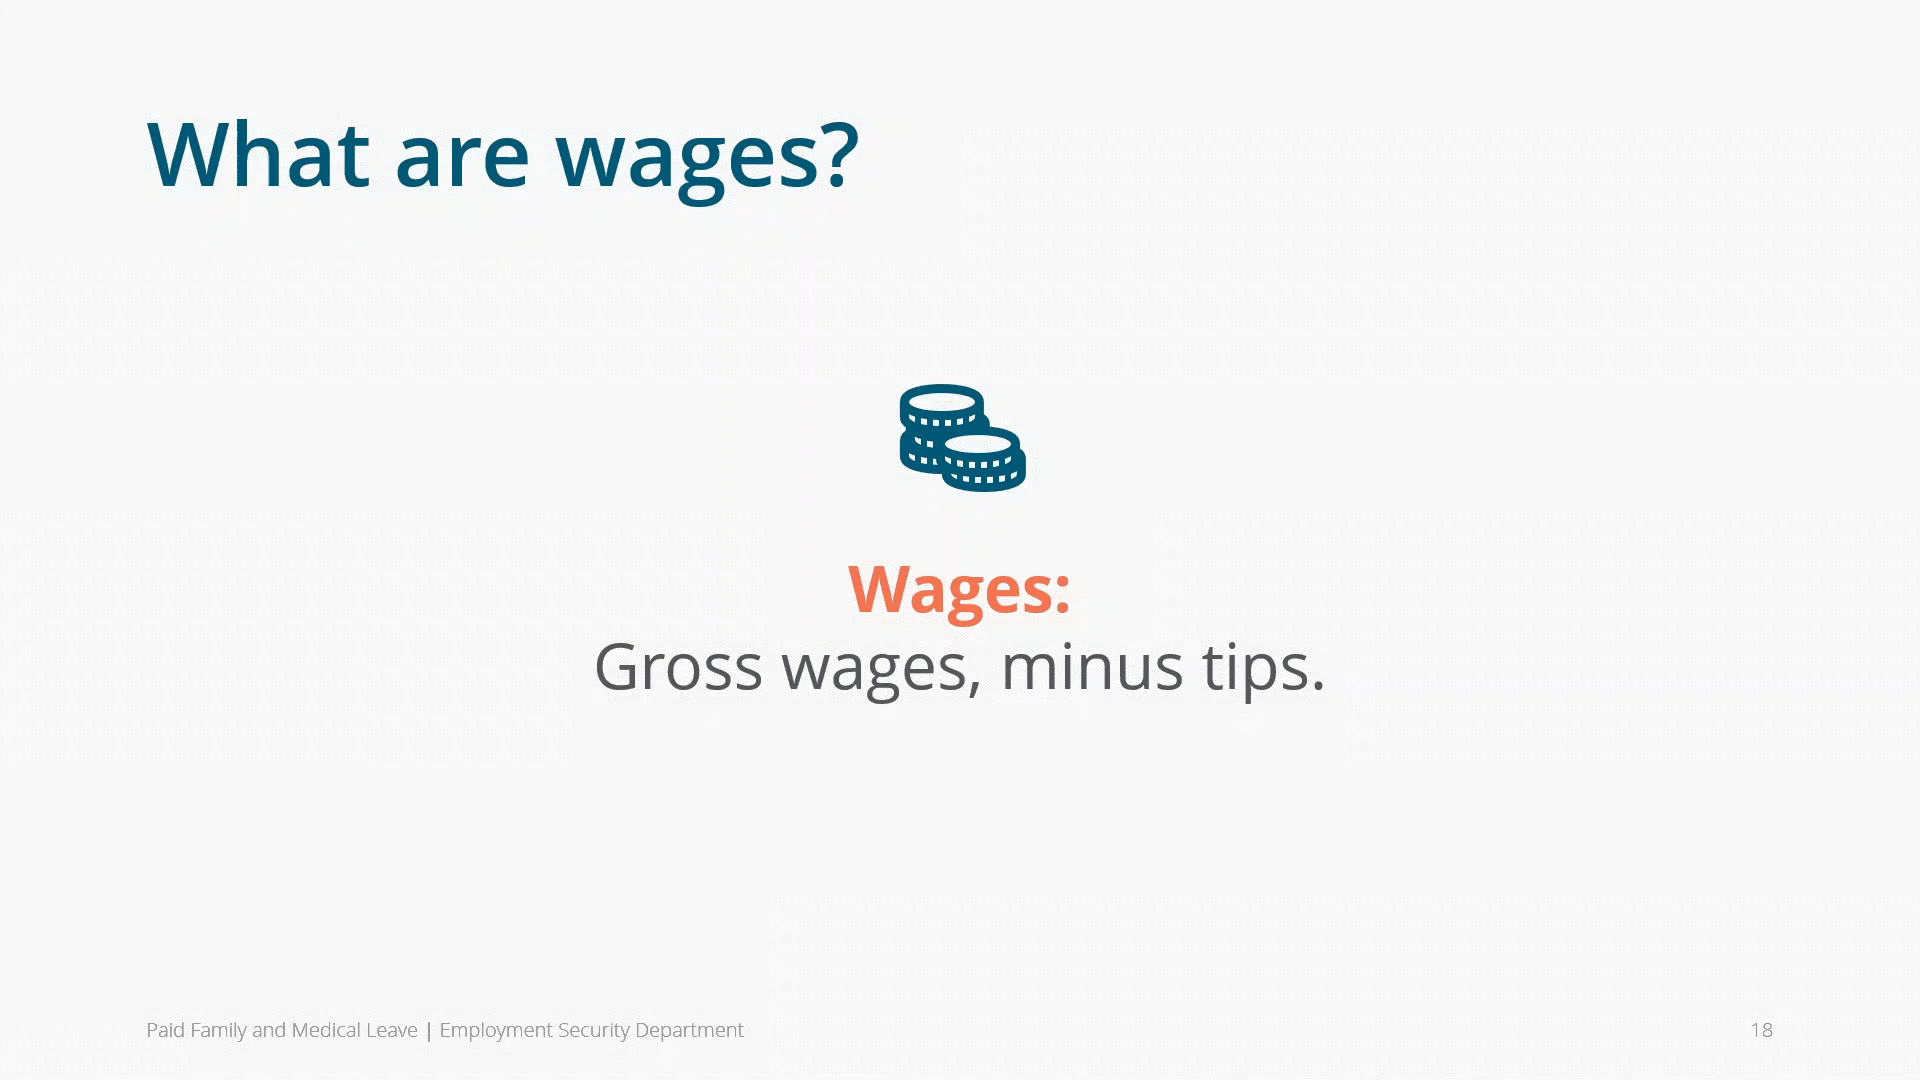 What are wages?
Wages:
Gross wages, minus tips.
Paid Family and Medical Leave | Employment Security Department
18